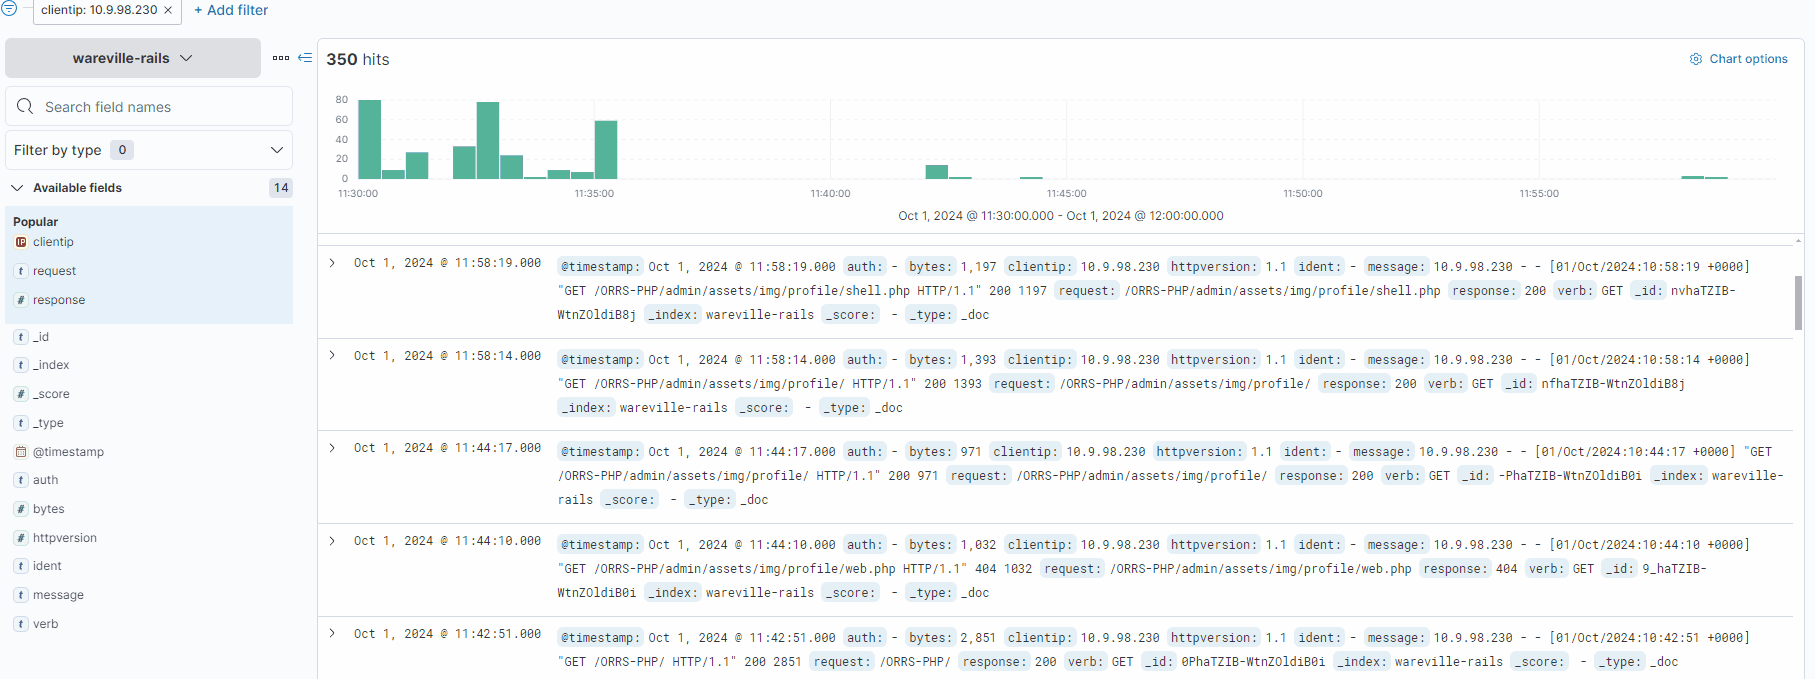 clientip: 10.9.98.230 × + Add filter
wareville-rails
Search field names
Filter by type 0
Available fields 14
Popular
clientip
request
response
_id
_index
_score
_type
@timestamp
auth
bytes
httpversion
ident
message
verb
350 hits
Chart options
80
60
40
20
0
11:30:00 11:35:00 11:40:00 11:45:00 11:50:00 11:55:00
Oct 1, 2024 @ 11:30:00.000 - Oct 1, 2024 @ 12:00:00.000
Oct 1, 2024 @ 11:58:19.000 @timestamp: Oct 1, 2024 @ 11:58:19.000 auth: - bytes: 1,197 clientip: 10.9.98.230 httpversion: 1.1 ident: - message: 10.9.98.230 - - [01/Oct/2024:10:58:19 +0000]
"GET /ORRS-PHP/admin/assets/img/profile/shell.php HTTP/1.1" 200 1197 request: /ORRS-PHP/admin/assets/img/profile/shell.php response: 200 verb: GET _id: nvhaTZIB-
WtnZOldiB8j _index: wareville-rails _score: - _type: _doc
Oct 1, 2024 @ 11:58:14.000 @timestamp: Oct 1, 2024 @ 11:58:14.000 auth: - bytes: 1,393 clientip: 10.9.98.230 httpversion: 1.1 ident: - message: 10.9.98.230 - - [01/Oct/2024:10:58:14 +0000]
"GET /ORRS-PHP/admin/assets/img/profile/ HTTP/1.1" 200 1393 request: /ORRS-PHP/admin/assets/img/profile/ response: 200 verb: GET _id: nfhaTZIB-WtnZOldiB8j
_index: wareville-rails _score: - _type: _doc
Oct 1, 2024 @ 11:44:17.000 @timestamp: Oct 1, 2024 @ 11:44:17.000 auth: - bytes: 971 clientip: 10.9.98.230 httpversion: 1.1 ident: - message: 10.9.98.230 - - [01/Oct/2024:10:44:17 +0000] "GET
/ORRS-PHP/admin/assets/img/profile/ HTTP/1.1" 200 971 request: /ORRS-PHP/admin/assets/img/profile/ response: 200 verb: GET _id: -PhaTZIB-WtnZOldiB0i _index: wareville-
rails _score: - _type: _doc
Oct 1, 2024 @ 11:44:10.000 @timestamp: Oct 1, 2024 @ 11:44:10.000 auth: - bytes: 1,032 clientip: 10.9.98.230 httpversion: 1.1 ident: - message: 10.9.98.230 - - [01/Oct/2024:10:44:10 +0000]
"GET /ORRS-PHP/admin/assets/img/profile/web.php HTTP/1.1" 404 1032 request: /ORRS-PHP/admin/assets/img/profile/web.php response: 404 verb: GET _id: 9_haTZIB-
WtnZOldiB0i _index: wareville-rails _score: - _type: _doc
Oct 1, 2024 @ 11:42:51.000 @timestamp: Oct 1, 2024 @ 11:42:51.000 auth: - bytes: 2,851 clientip: 10.9.98.230 httpversion: 1.1 ident: - message: 10.9.98.230 - - [01/Oct/2024:10:42:51 +0000]
"GET /ORRS-PHP/ HTTP/1.1" 200 2851 request: /ORRS-PHP/ response: 200 verb: GET _id: 0PhaTZIB-WtnZOldiB0i _index: wareville-rails _score: - _type: _doc